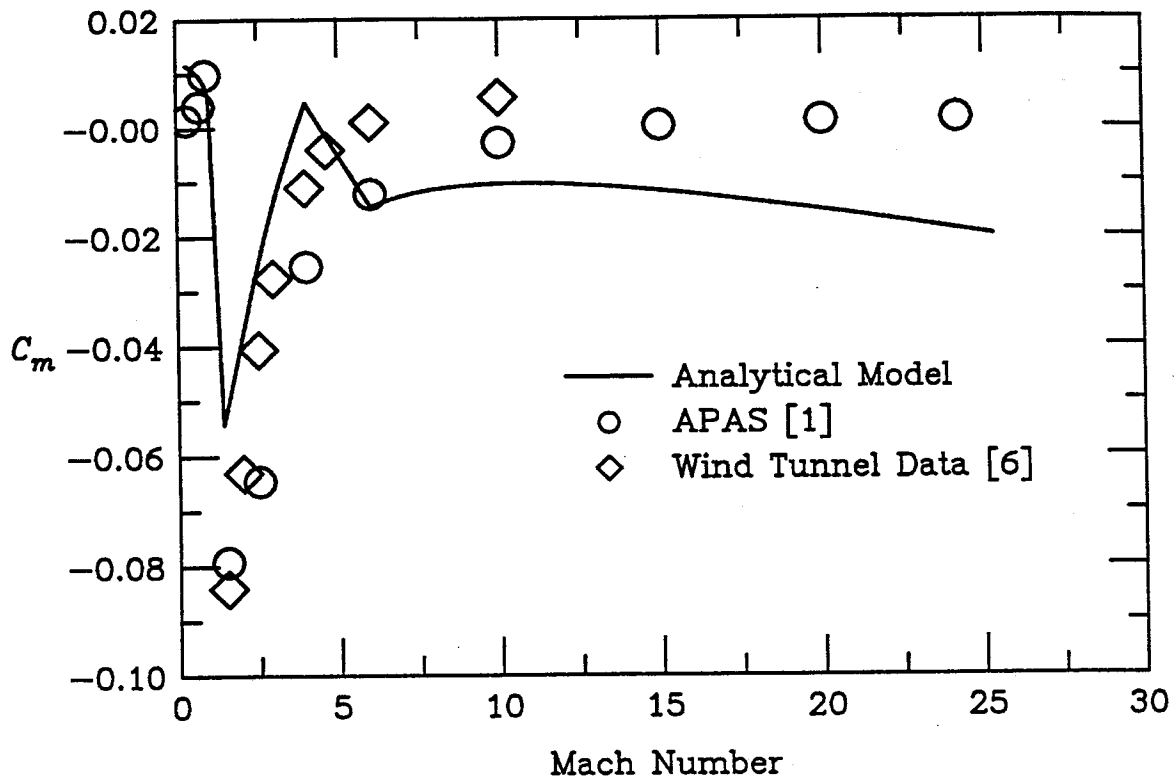 0.02
−0.00
−0.02
C_m −0.04
−0.06
−0.08
−0.10
0 5 10 15 20 25 30
Mach Number
Analytical Model
APAS [1]
Wind Tunnel Data [6]